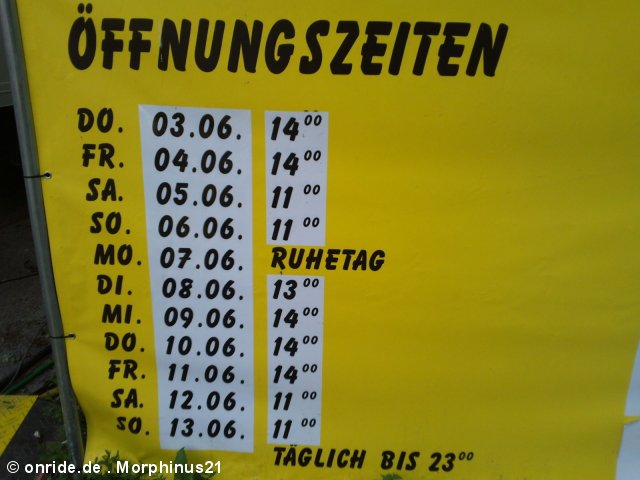 ÖFFNUNGSZEITEN
DO. 03.06. 14⁰⁰
FR. 04.06. 14⁰⁰
SA. 05.06. 11⁰⁰
SO. 06.06. 11⁰⁰
MO. 07.06. RUHETAG
DI. 08.06. 13⁰⁰
MI. 09.06. 14⁰⁰
DO. 10.06. 14⁰⁰
FR. 11.06. 14⁰⁰
SA. 12.06. 11⁰⁰
SO. 13.06. 11⁰⁰
TÄGLICH BIS 23⁰⁰
© onride.de . Morphinus21